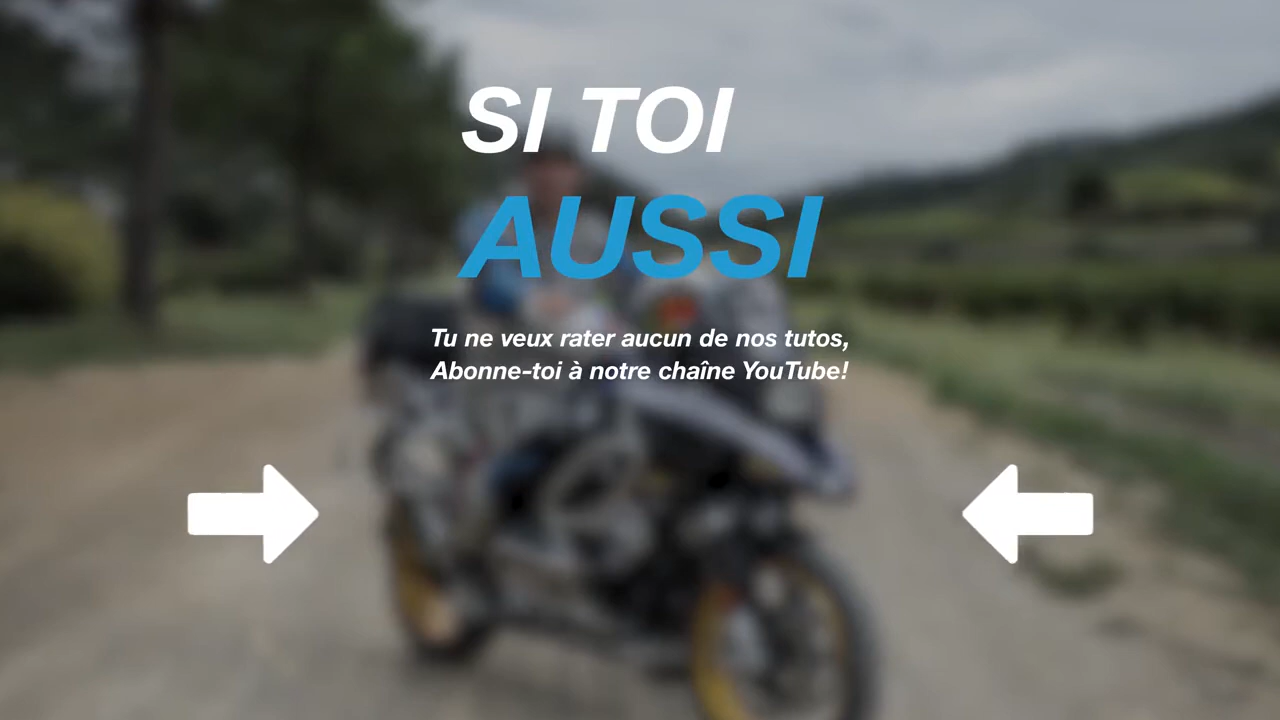 SI TOI
AUSSI
Tu ne veux rater aucun de nos tutos,
Abonne-toi à notre chaîne YouTube!